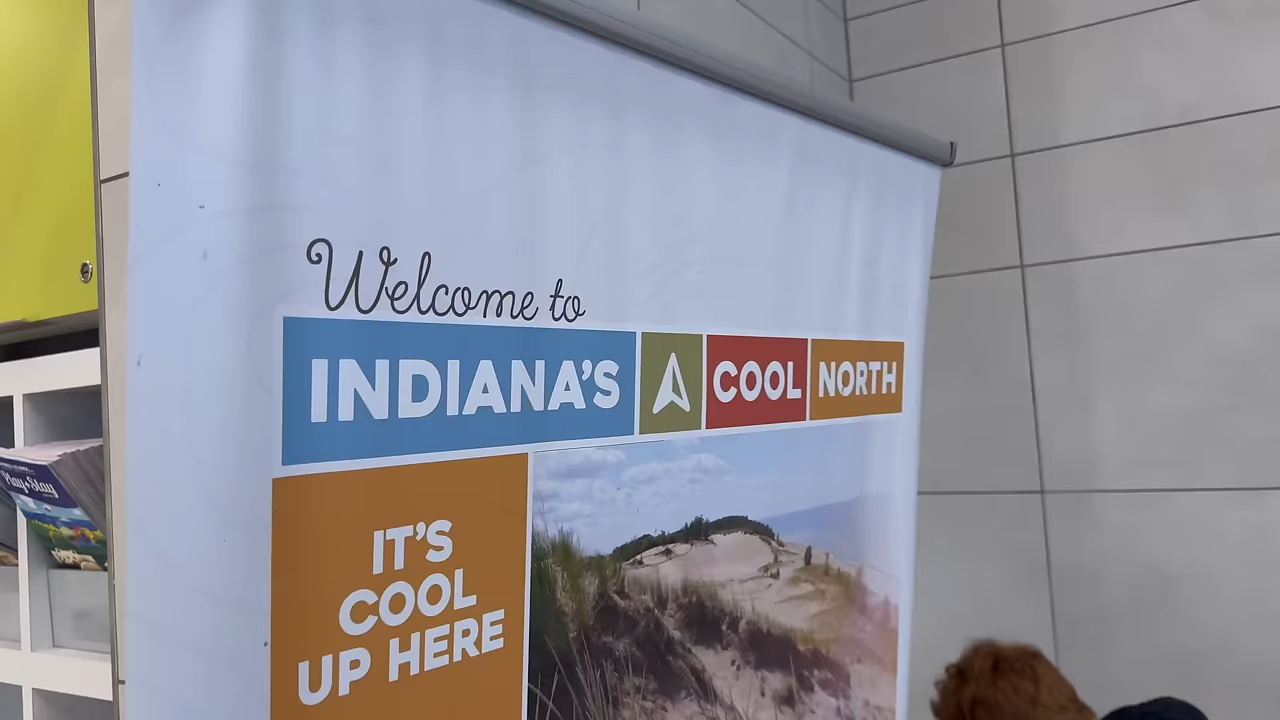 Welcome to
INDIANA'S COOL NORTH
IT'S
COOL
UP HERE
Play+Stay